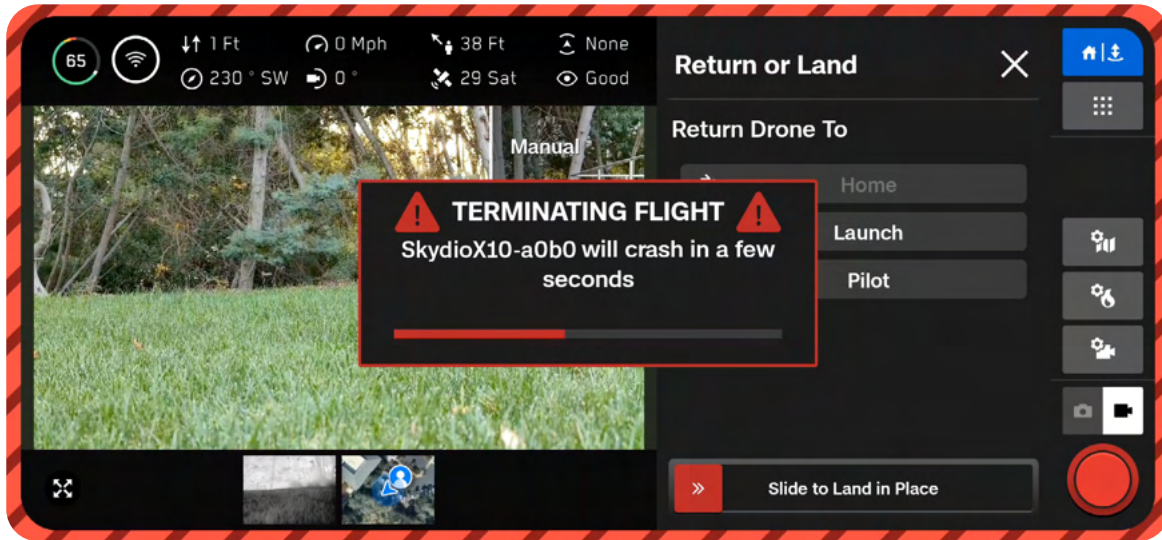 65
1 Ft
0 Mph
38 Ft
None
230 ° SW
0 °
29 Sat
Good
Manual
TERMINATING FLIGHT
SkydioX10-a0b0 will crash in a few
seconds
Return or Land
Return Drone To
Home
Launch
Pilot
Slide to Land in Place